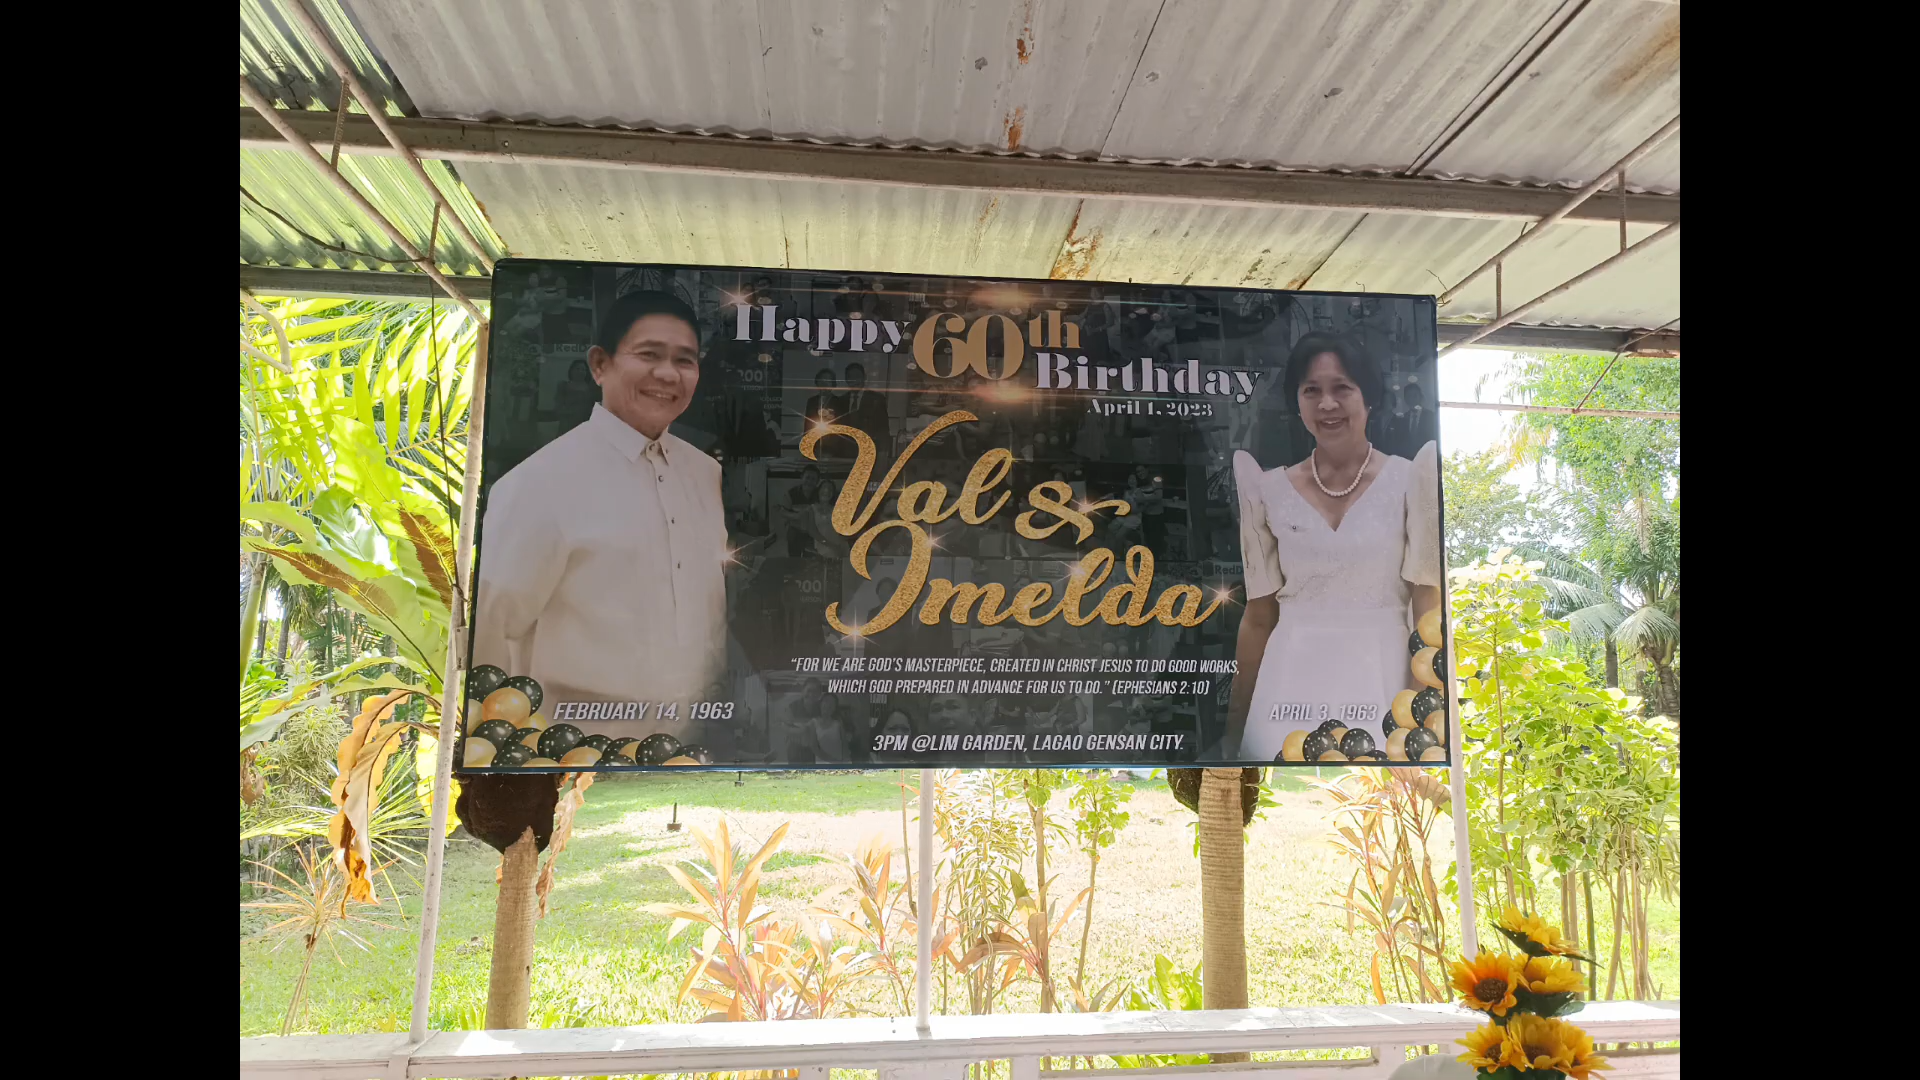 Happy 60th
Birthday
April 1, 2023
Val &
Imelda
“FOR WE ARE GOD'S MASTERPIECE, CREATED IN CHRIST JESUS TO DO GOOD WORKS,
WHICH GOD PREPARED IN ADVANCE FOR US TO DO.” (EPHESIANS 2:10)
FEBRUARY 14, 1963
APRIL 3, 1963
3PM @LIM GARDEN, LAGAO GENSAN CITY.